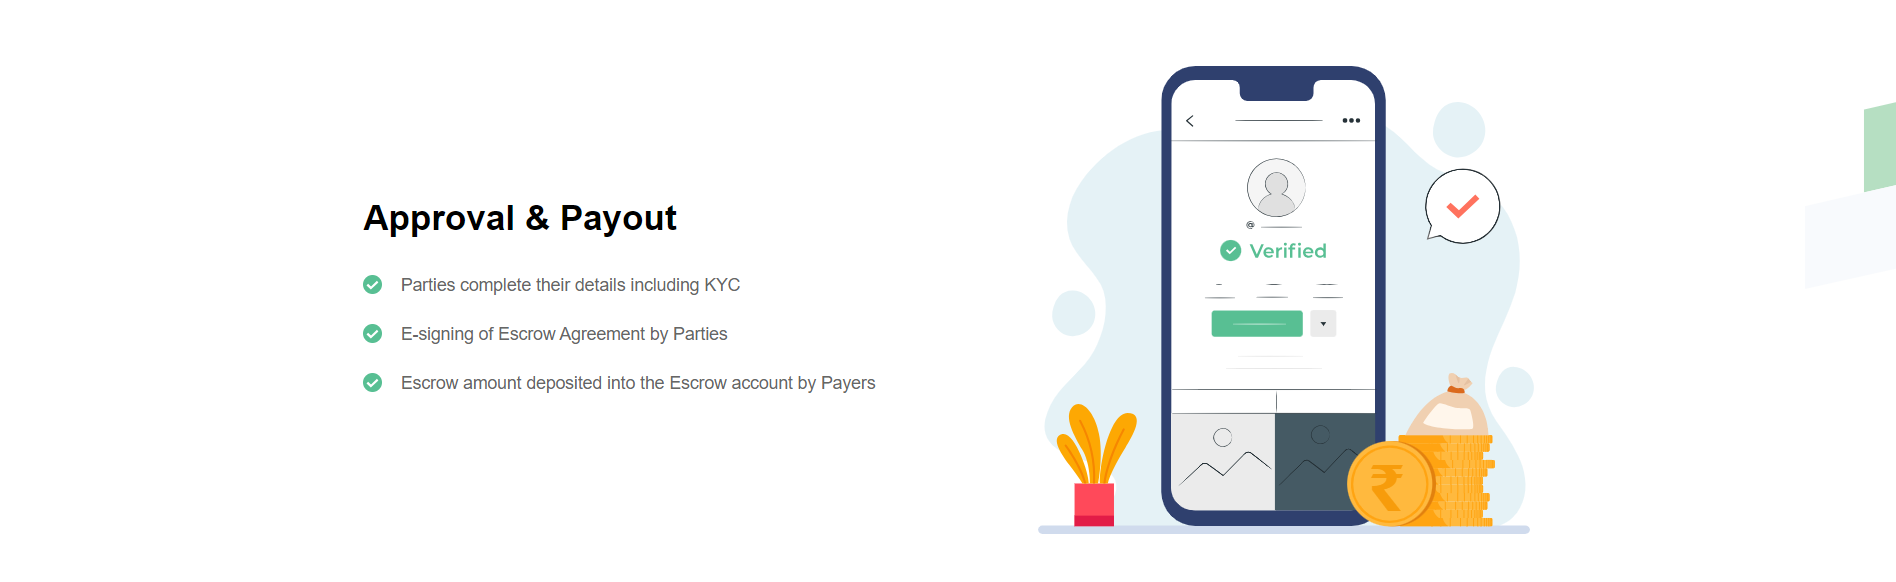 Approval & Payout
Parties complete their details including KYC
E-signing of Escrow Agreement by Parties
Escrow amount deposited into the Escrow account by Payers
@
Verified
₹